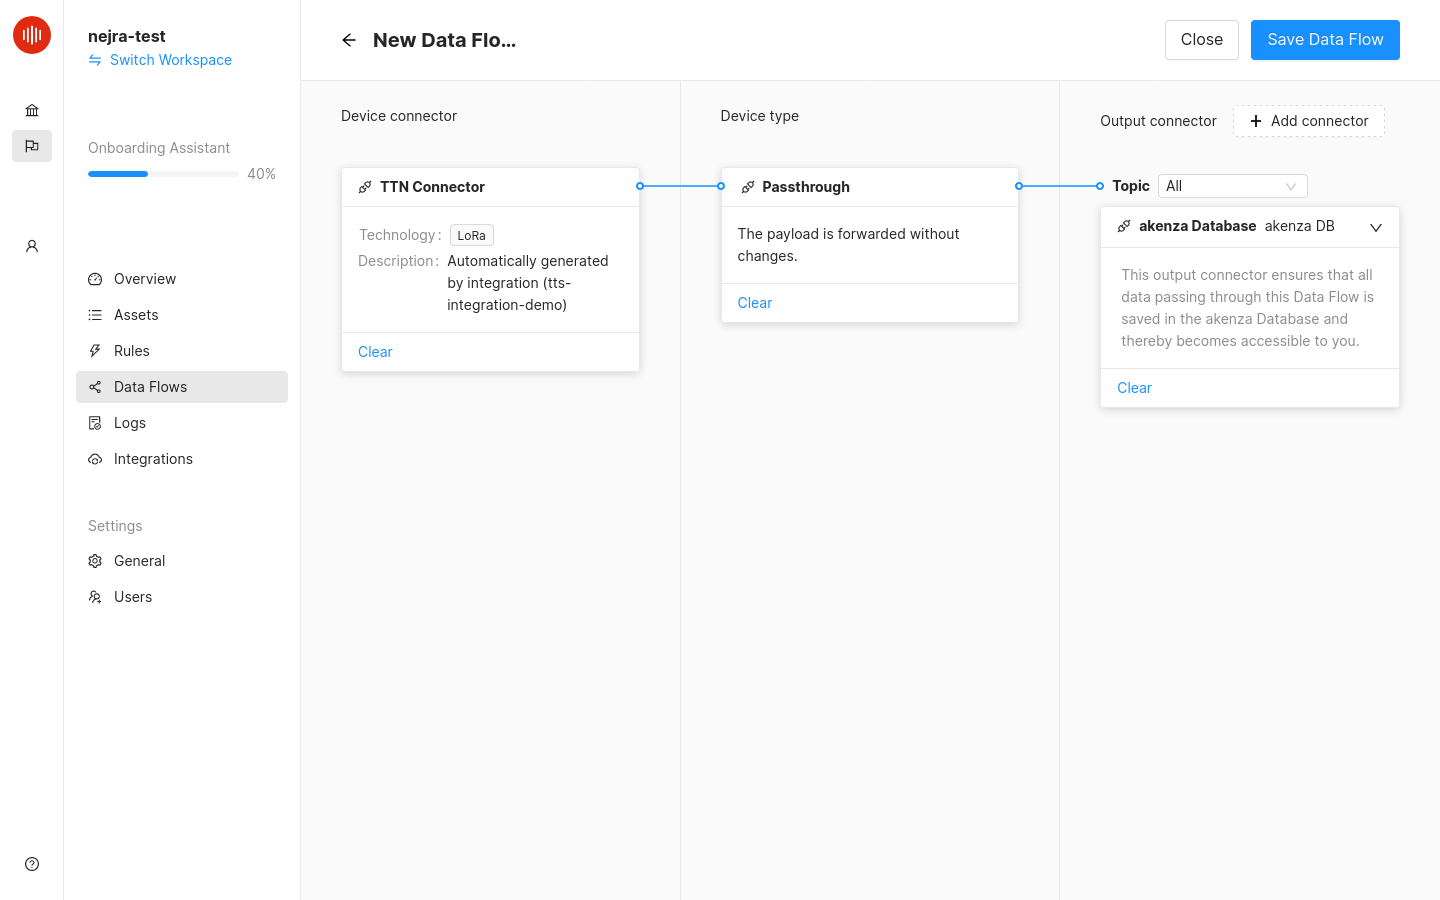 nejra-test
Switch Workspace
Onboarding Assistant
40%
Overview
Assets
Rules
Data Flows
Logs
Integrations
Settings
General
Users
New Data Flo...
Close
Save Data Flow
Device connector
TTN Connector
Technology: LoRa
Description: Automatically generated
by integration (tts-
integration-demo)
Clear
Device type
Passthrough
The payload is forwarded without
changes.
Clear
Output connector
Add connector
Topic All
akenza Database akenza DB
This output connector ensures that all
data passing through this Data Flow is
saved in the akenza Database and
thereby becomes accessible to you.
Clear